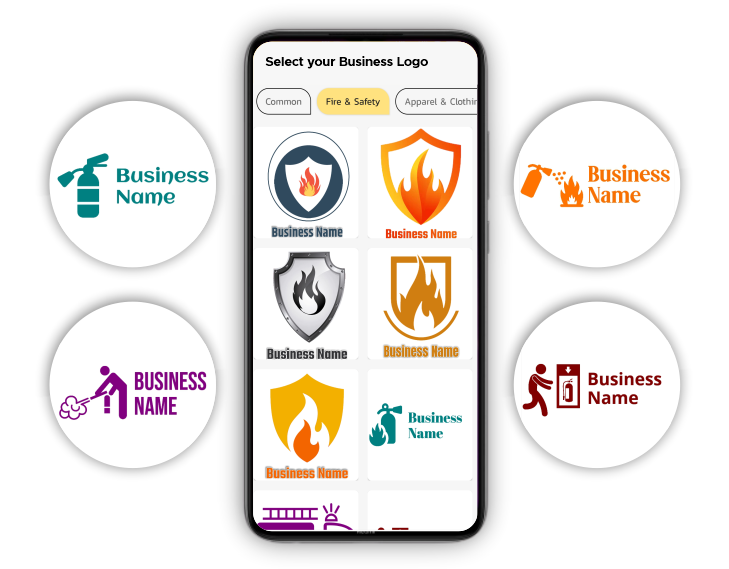 Select your Business Logo
Common
Fire & Safety
Apparel & Clothin
Business
Name
Business Name
Business Name
Business
Name
Business Name
Business Name
BUSINESS
NAME
Business Name
Business
Name
Business
Name